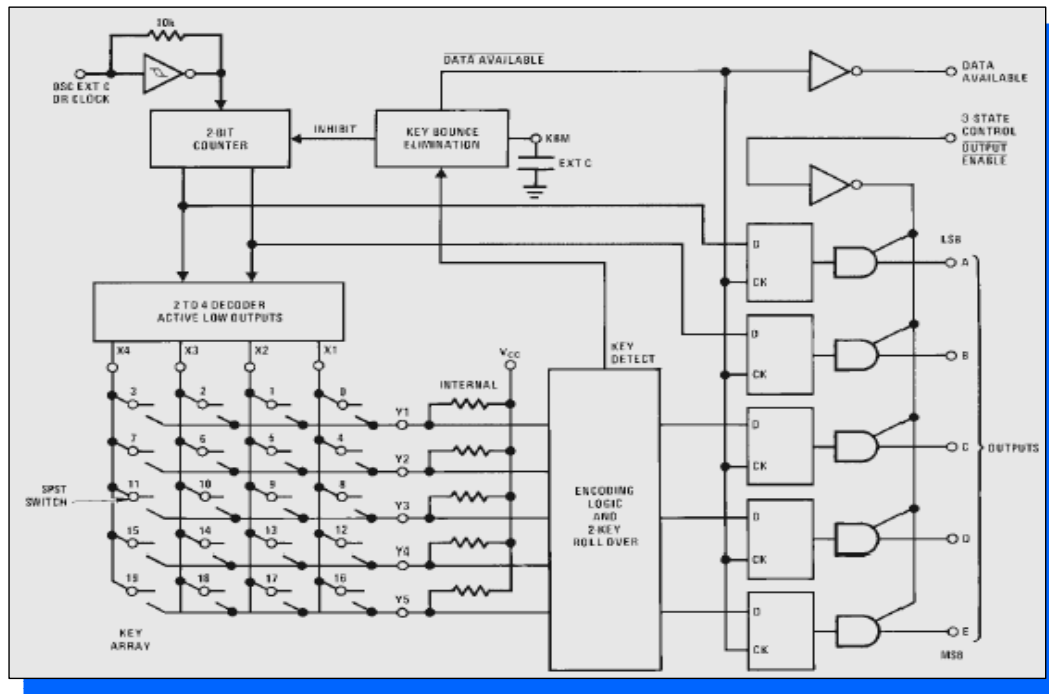 10k
OSC EXT C
OR CLOCK
2-BIT
COUNTER
INHIBIT
KEY BOUNCE
ELIMINATION
DATA AVAILABLE
KBM
EXT C
DATA
AVAILABLE
3 STATE
CONTROL
OUTPUT
ENABLE
2 TO 4 DECODER
ACTIVE LOW OUTPUTS
X4 X3 X2 X1
VCC
KEY
DETECT
INTERNAL
3 2 1 0 Y1
7 6 5 4 Y2
11 10 9 8 Y3
15 14 13 12 Y4
19 18 17 16 Y5
SPST
SWITCH
KEY
ARRAY
ENCODING
LOGIC
AND
2-KEY
ROLL OVER
D
CK
D
CK
D
CK
D
CK
D
CK
LSB
A
B
C
D
E
MSB
OUTPUTS